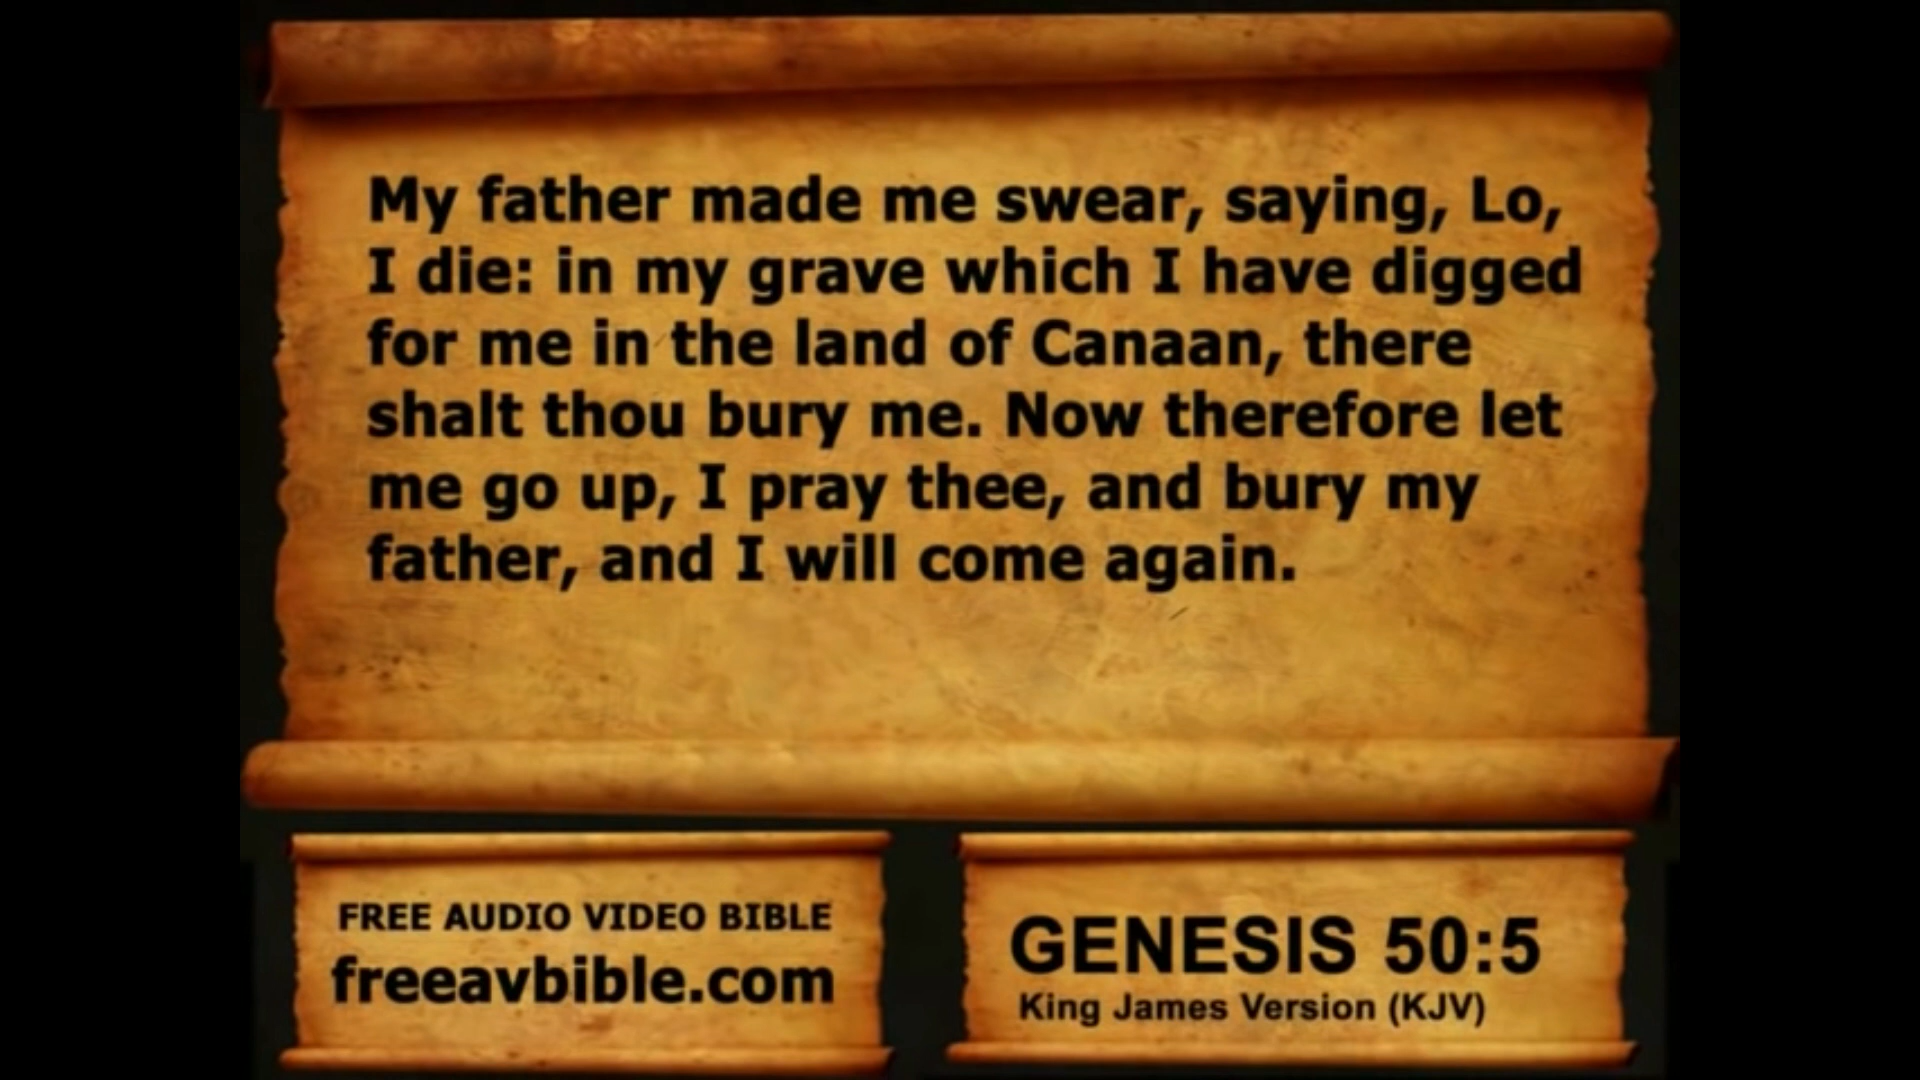 My father made me swear, saying, Lo,
I die: in my grave which I have digged
for me in the land of Canaan, there
shalt thou bury me. Now therefore let
me go up, I pray thee, and bury my
father, and I will come again.
FREE AUDIO VIDEO BIBLE
freeavbible.com
GENESIS 50:5
King James Version (KJV)